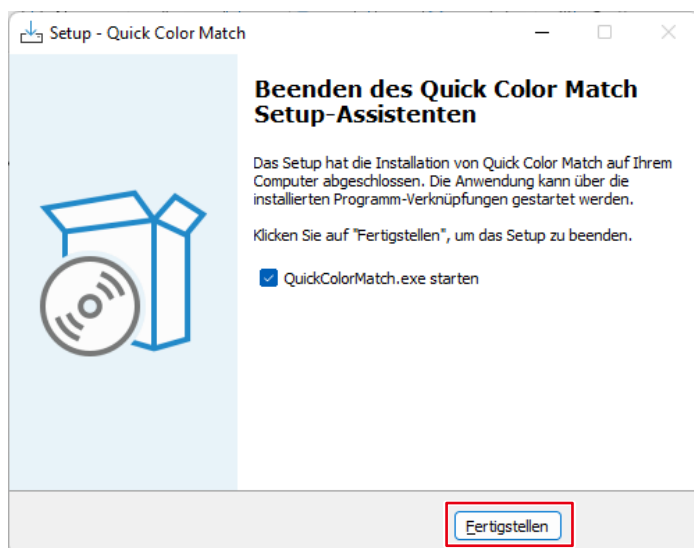 Setup - Quick Color Match
Beenden des Quick Color Match
Setup-Assistenten
Das Setup hat die Installation von Quick Color Match auf Ihrem
Computer abgeschlossen. Die Anwendung kann über die
installierten Programm-Verknüpfungen gestartet werden.
Klicken Sie auf "Fertigstellen", um das Setup zu beenden.
QuickColorMatch.exe starten
Fertigstellen